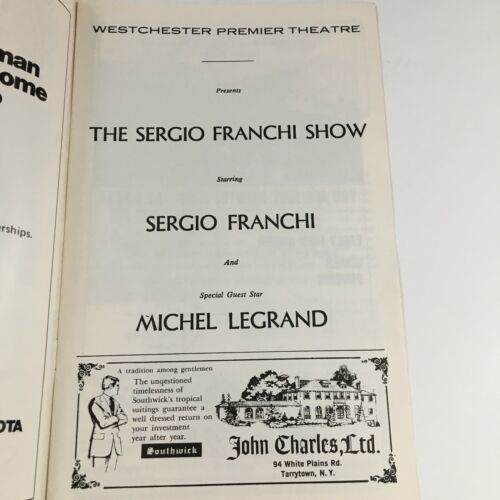 man
ome
rships.
OTA
WESTCHESTER PREMIER THEATRE
Presents
THE SERGIO FRANCHI SHOW
Starring
SERGIO FRANCHI
And
Special Guest Star
MICHEL LEGRAND
A tradition among gentlemen
The unqestioned
timelessness of
Southwick's tropical
suitings guarantee a
well dressed return on
your investment
year after year.
Southwick
John Charles, Ltd.
94 White Plains Rd.
Tarrytown, N. Y.